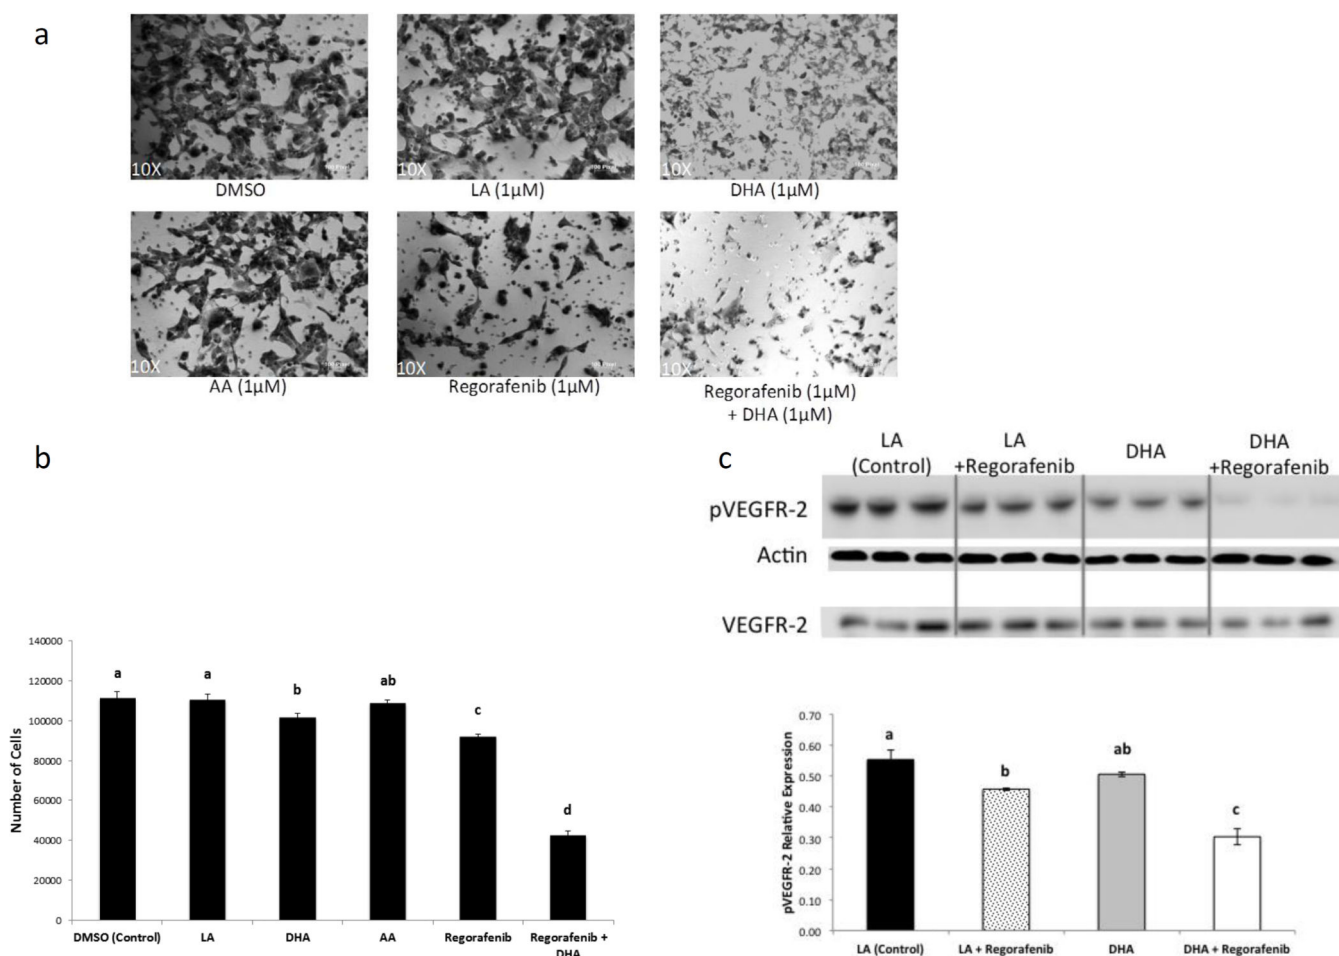 a
10X
DMSO
10X
LA (1µM)
10X
DHA (1µM)
10X
AA (1µM)
10X
Regorafenib (1µM)
10X
Regorafenib (1µM)
+ DHA (1µM)
b
140000
120000
100000
80000
60000
40000
20000
0
Number of Cells
a
a
b
ab
c
d
DMSO (Control)
LA
DHA
AA
Regorafenib
Regorafenib +
DHA
c
LA
(Control)
LA
+Regorafenib
DHA
DHA
+Regorafenib
pVEGFR-2
Actin
VEGFR-2
0.70
0.60
0.50
0.40
0.30
0.20
0.10
0.00
pVEGFR-2 Relative Expression
a
b
ab
c
LA (Control)
LA + Regorafenib
DHA
DHA + Regorafenib